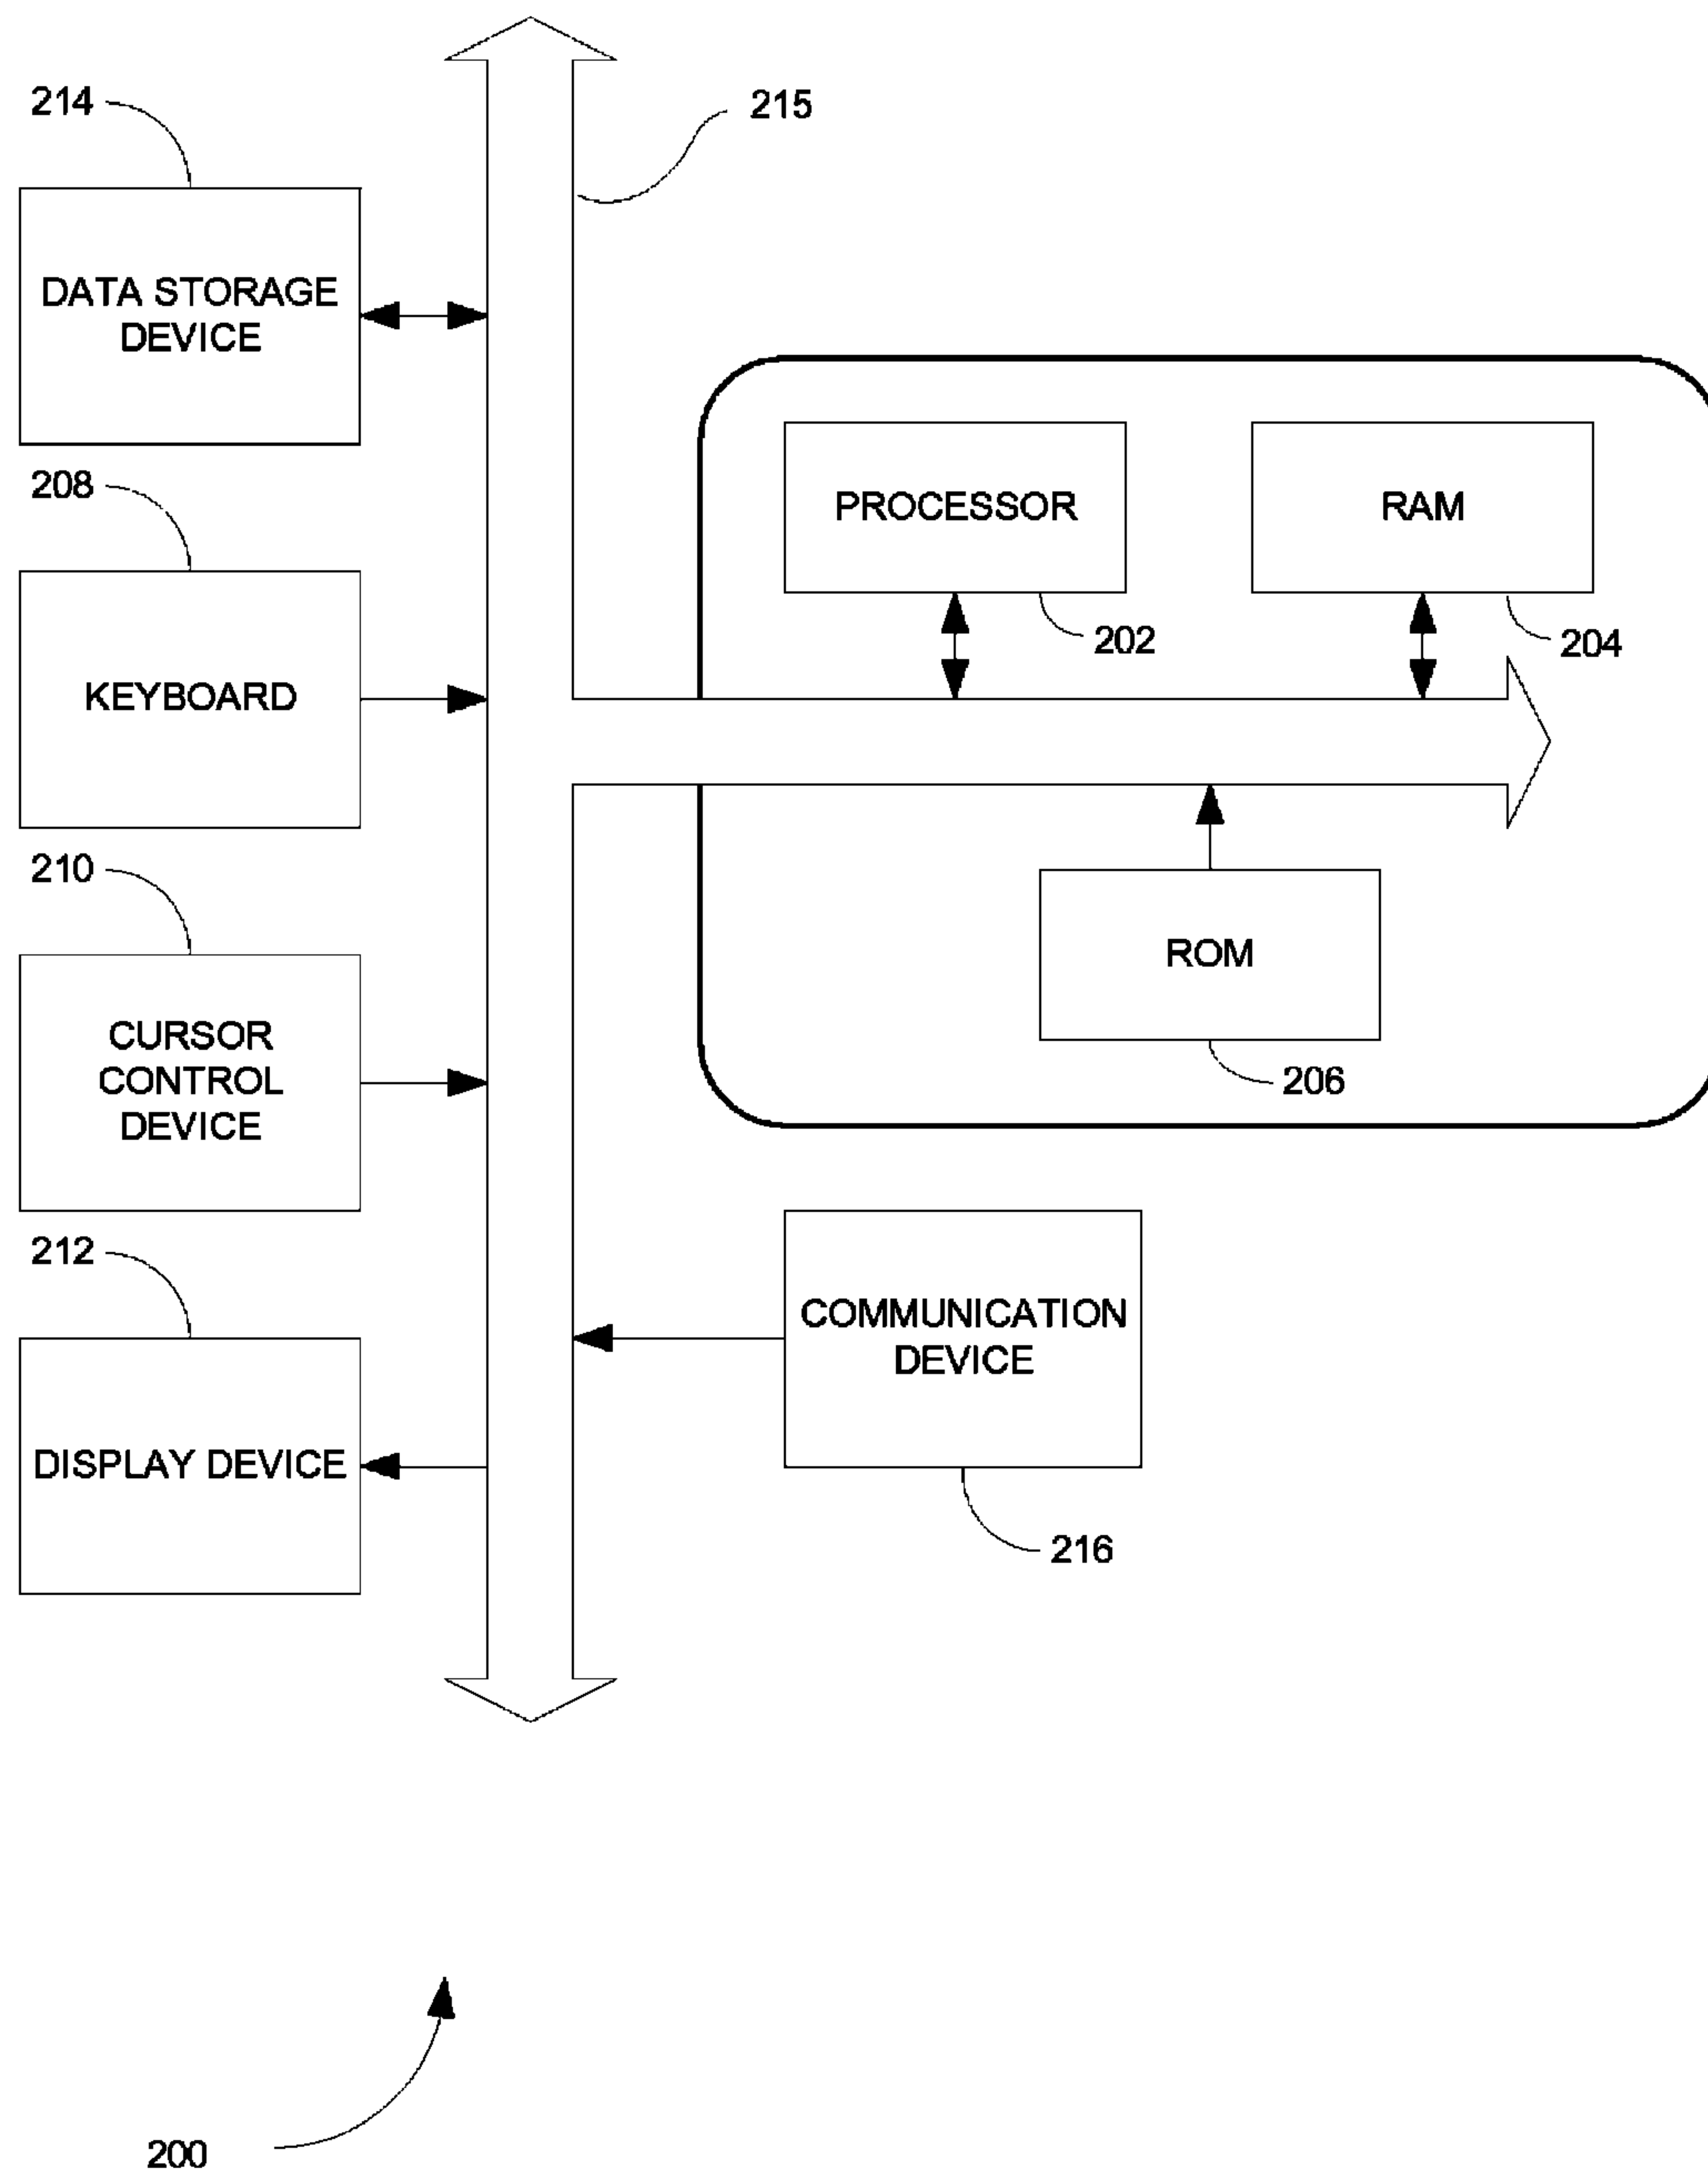 214
215
DATA STORAGE
DEVICE
208
PROCESSOR
RAM
202
204
KEYBOARD
210
ROM
CURSOR
CONTROL
DEVICE
206
212
COMMUNICATION
DEVICE
DISPLAY DEVICE
216
200